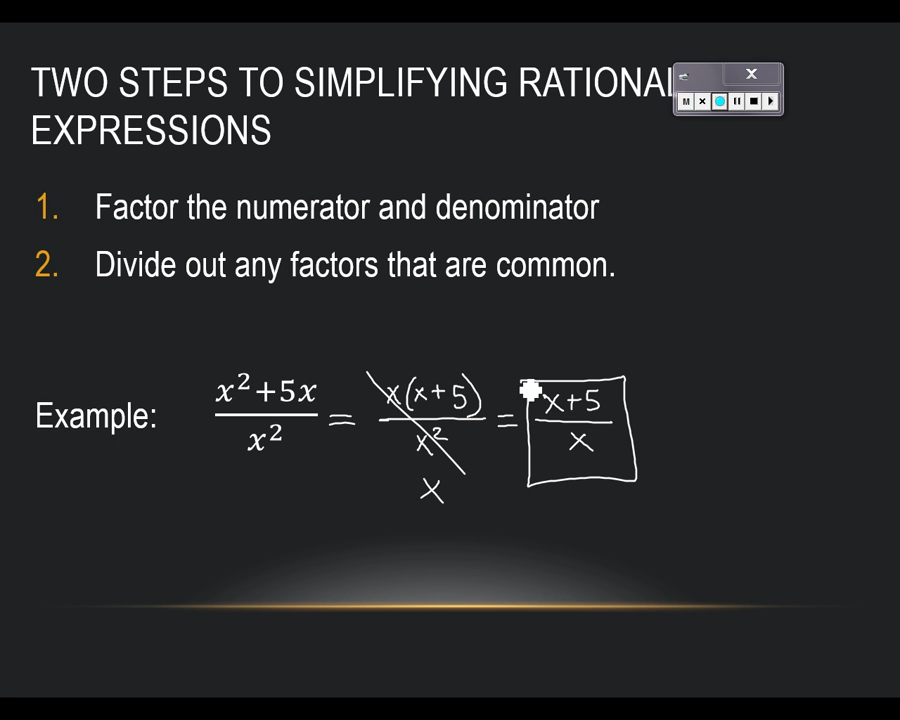 TWO STEPS TO SIMPLIFYING RATIONAL
EXPRESSIONS
M
1. Factor the numerator and denominator
2. Divide out any factors that are common.
Example: x²+5x / x² = x(x+5) / x² = x+5 / x
x